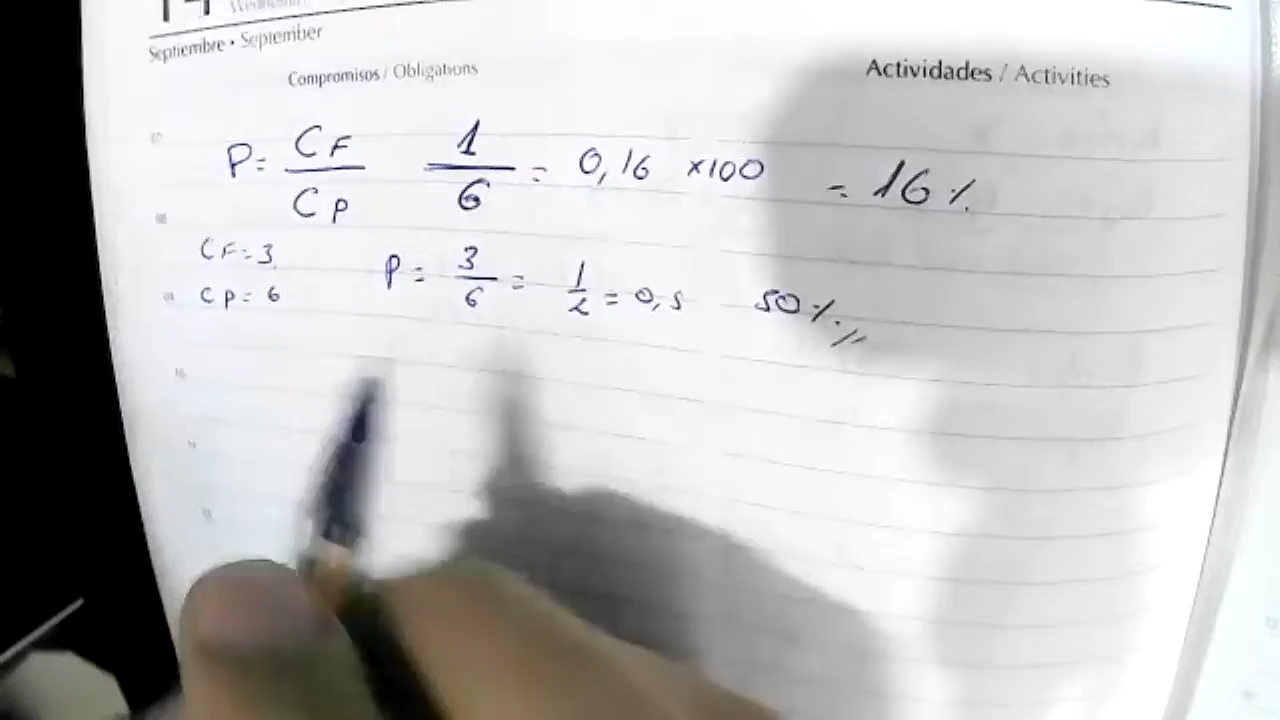 Septiembre • September
Compromisos / Obligations
Actividades / Activities
P= CF/CP 1/6 = 0,16 ×100 = 16%
CF=3
CP=6
P= 3/6 = 1/2 = 0,5 50%